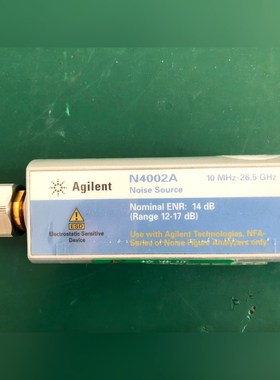 Agilent
N4002A 10 MHz-26.5 GHz
Noise Source
Nominal ENR: 14 dB
(Range 12-17 dB)
ESD
Electrostatic Sensitive
Device
Use with Agilent Technologies, NFA
Series of Noise Figure Analyzers only